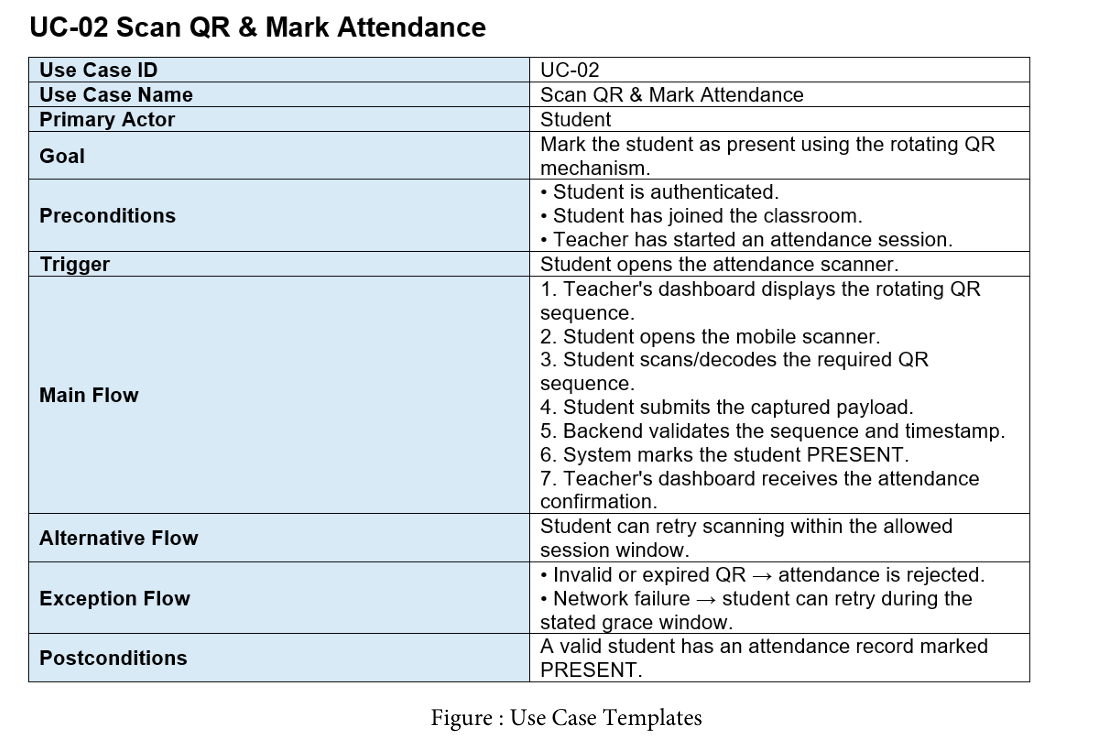 UC-02 Scan QR & Mark Attendance
Use Case ID
UC-02
Use Case Name
Scan QR & Mark Attendance
Primary Actor
Student
Goal
Mark the student as present using the rotating QR
mechanism.
Preconditions
• Student is authenticated.
• Student has joined the classroom.
• Teacher has started an attendance session.
Trigger
Student opens the attendance scanner.
Main Flow
1. Teacher's dashboard displays the rotating QR
sequence.
2. Student opens the mobile scanner.
3. Student scans/decodes the required QR
sequence.
4. Student submits the captured payload.
5. Backend validates the sequence and timestamp.
6. System marks the student PRESENT.
7. Teacher's dashboard receives the attendance
confirmation.
Alternative Flow
Student can retry scanning within the allowed
session window.
Exception Flow
• Invalid or expired QR → attendance is rejected.
• Network failure → student can retry during the
stated grace window.
Postconditions
A valid student has an attendance record marked
PRESENT.
Figure : Use Case Templates